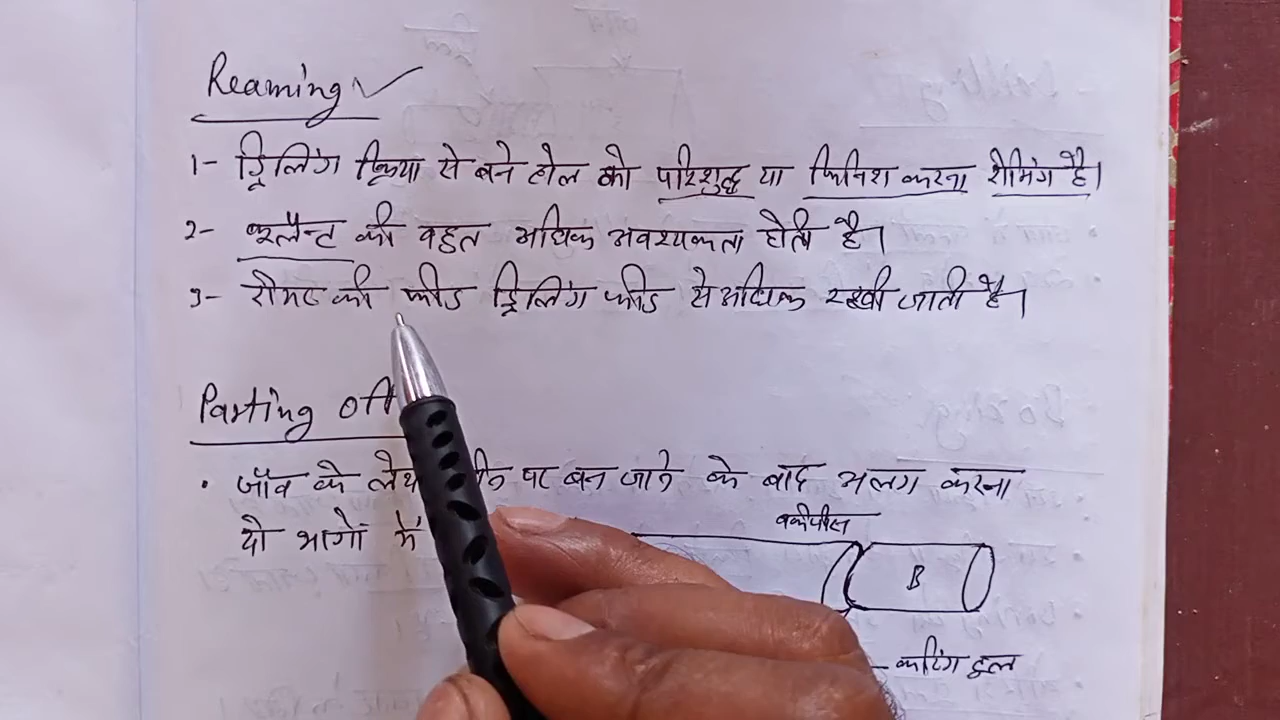 Reaming ✓
1- ड्रिलिंग क्रिया से बने होल को परिशुद्ध या फिनिश करना रीमिंग है।
2- कूलैन्ट की बहुत अधिक अवश्यकता होती है।
3- रीमर की फीड ड्रिलिंग फीड से अधिक रखी जाती है।
Parting off
• जॉब के लेथ पर बन जाने के बाद अलग करना
दो भागों में
वर्कपीस
B
कटिंग टूल